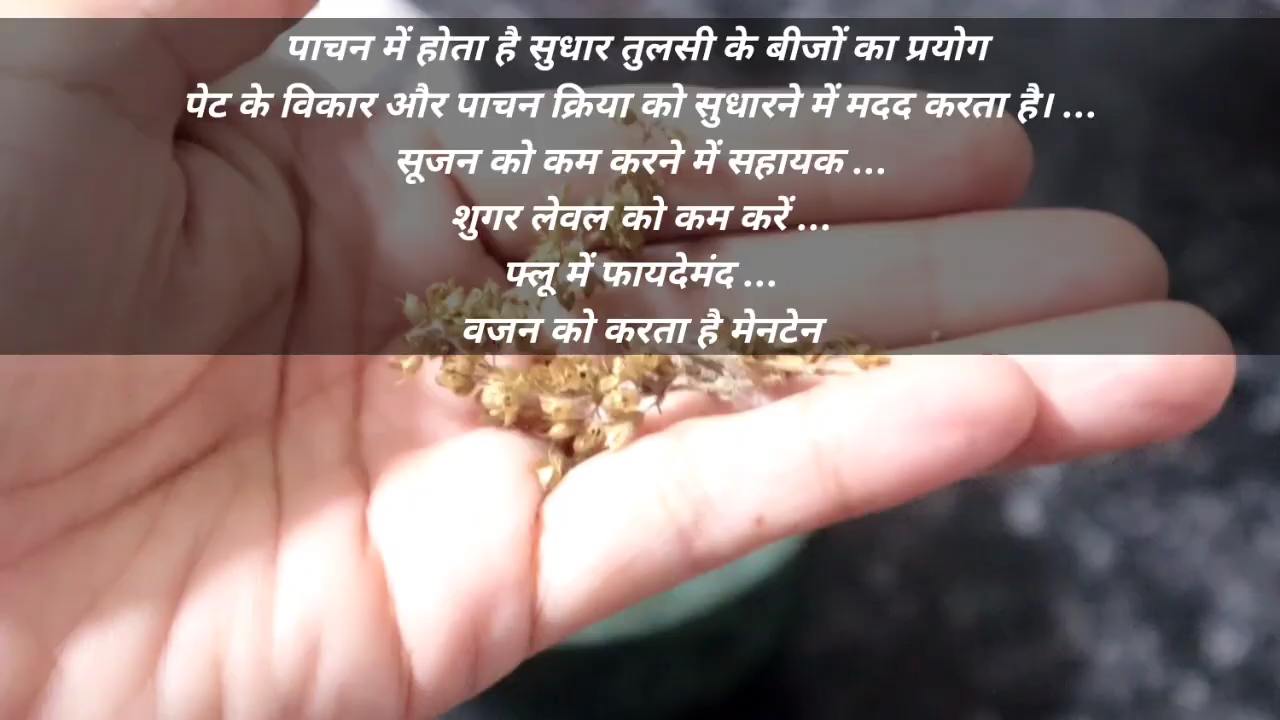 पाचन में होता है सुधार तुलसी के बीजों का प्रयोग
पेट के विकार और पाचन क्रिया को सुधारने में मदद करता है। ...
सूजन को कम करने में सहायक ...
शुगर लेवल को कम करें ...
फ्लू में फायदेमंद ...
वजन को करता है मेनटेन